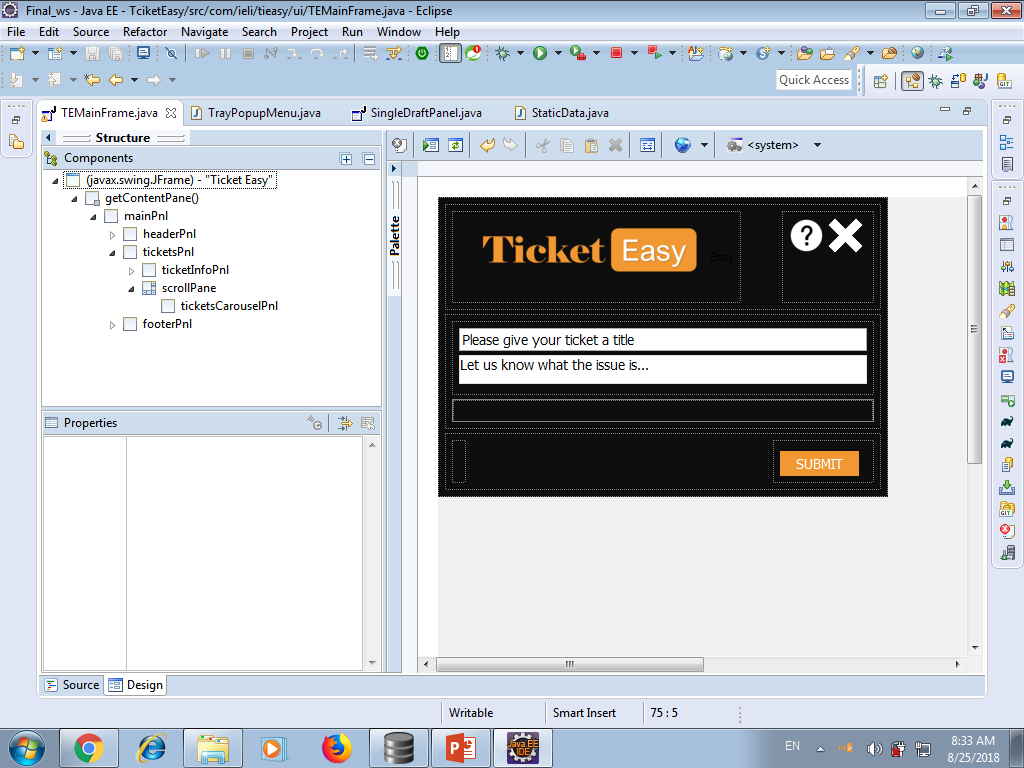 Final_ws - Java EE - TciketEasy/src/com/ieli/tieasy/ui/TEMainFrame.java - Eclipse
File Edit Source Refactor Navigate Search Project Run Window Help
Quick Access
TEMainFrame.java TrayPopupMenu.java SingleDraftPanel.java StaticData.java
Structure
Components
(javax.swing.JFrame) - "Ticket Easy"
getContentPane()
mainPnl
headerPnl
ticketsPnl
ticketInfoPnl
scrollPane
ticketsCarouselPnl
footerPnl
Properties
<system>
Palette
Ticket Easy Easy
Please give your ticket a title
Let us know what the issue is...
SUBMIT
Source Design
Writable Smart Insert 75 : 5
Java EE
IDE
EN
8:33 AM
8/25/2018